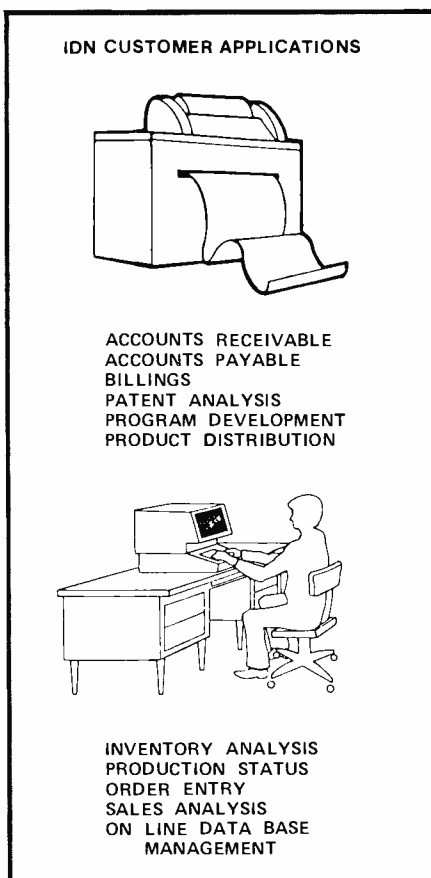 IDN CUSTOMER APPLICATIONS
ACCOUNTS RECEIVABLE
ACCOUNTS PAYABLE
BILLINGS
PATENT ANALYSIS
PROGRAM DEVELOPMENT
PRODUCT DISTRIBUTION
INVENTORY ANALYSIS
PRODUCTION STATUS
ORDER ENTRY
SALES ANALYSIS
ON LINE DATA BASE
MANAGEMENT